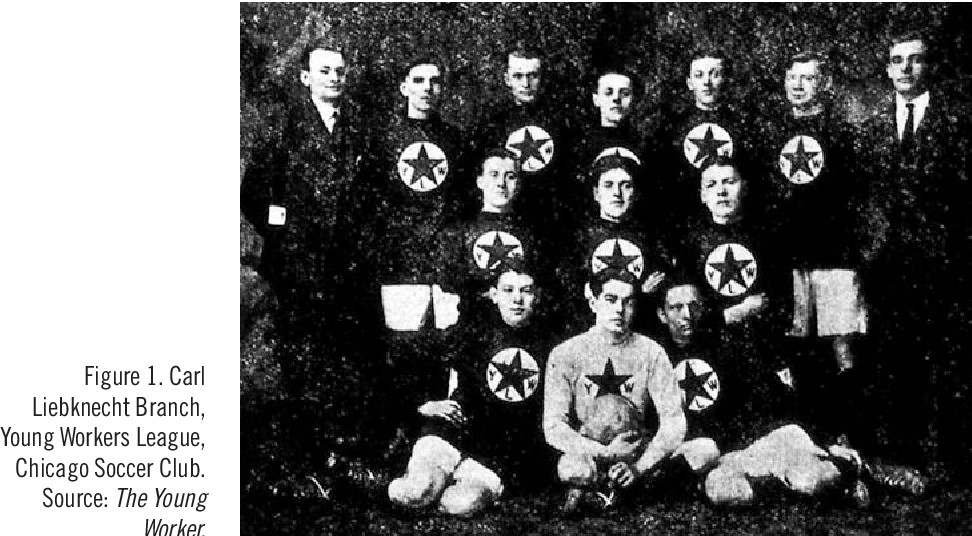 Figure 1. Carl
Liebknecht Branch,
Young Workers League,
Chicago Soccer Club.
Source: The Young
Worker.
Y W L
Y W
Y W
Y W L
Y W
Y W L
Y W L
Y W
W